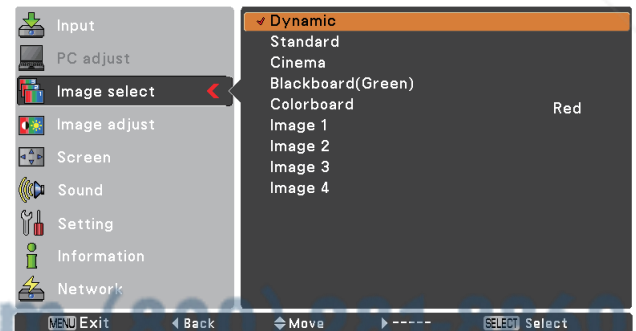 Input
PC adjust
Image select
Image adjust
Screen
Sound
Setting
Information
Network
Dynamic
Standard
Cinema
Blackboard(Green)
Colorboard Red
Image 1
Image 2
Image 3
Image 4
MENU Exit Back Move ----- SELECT Select